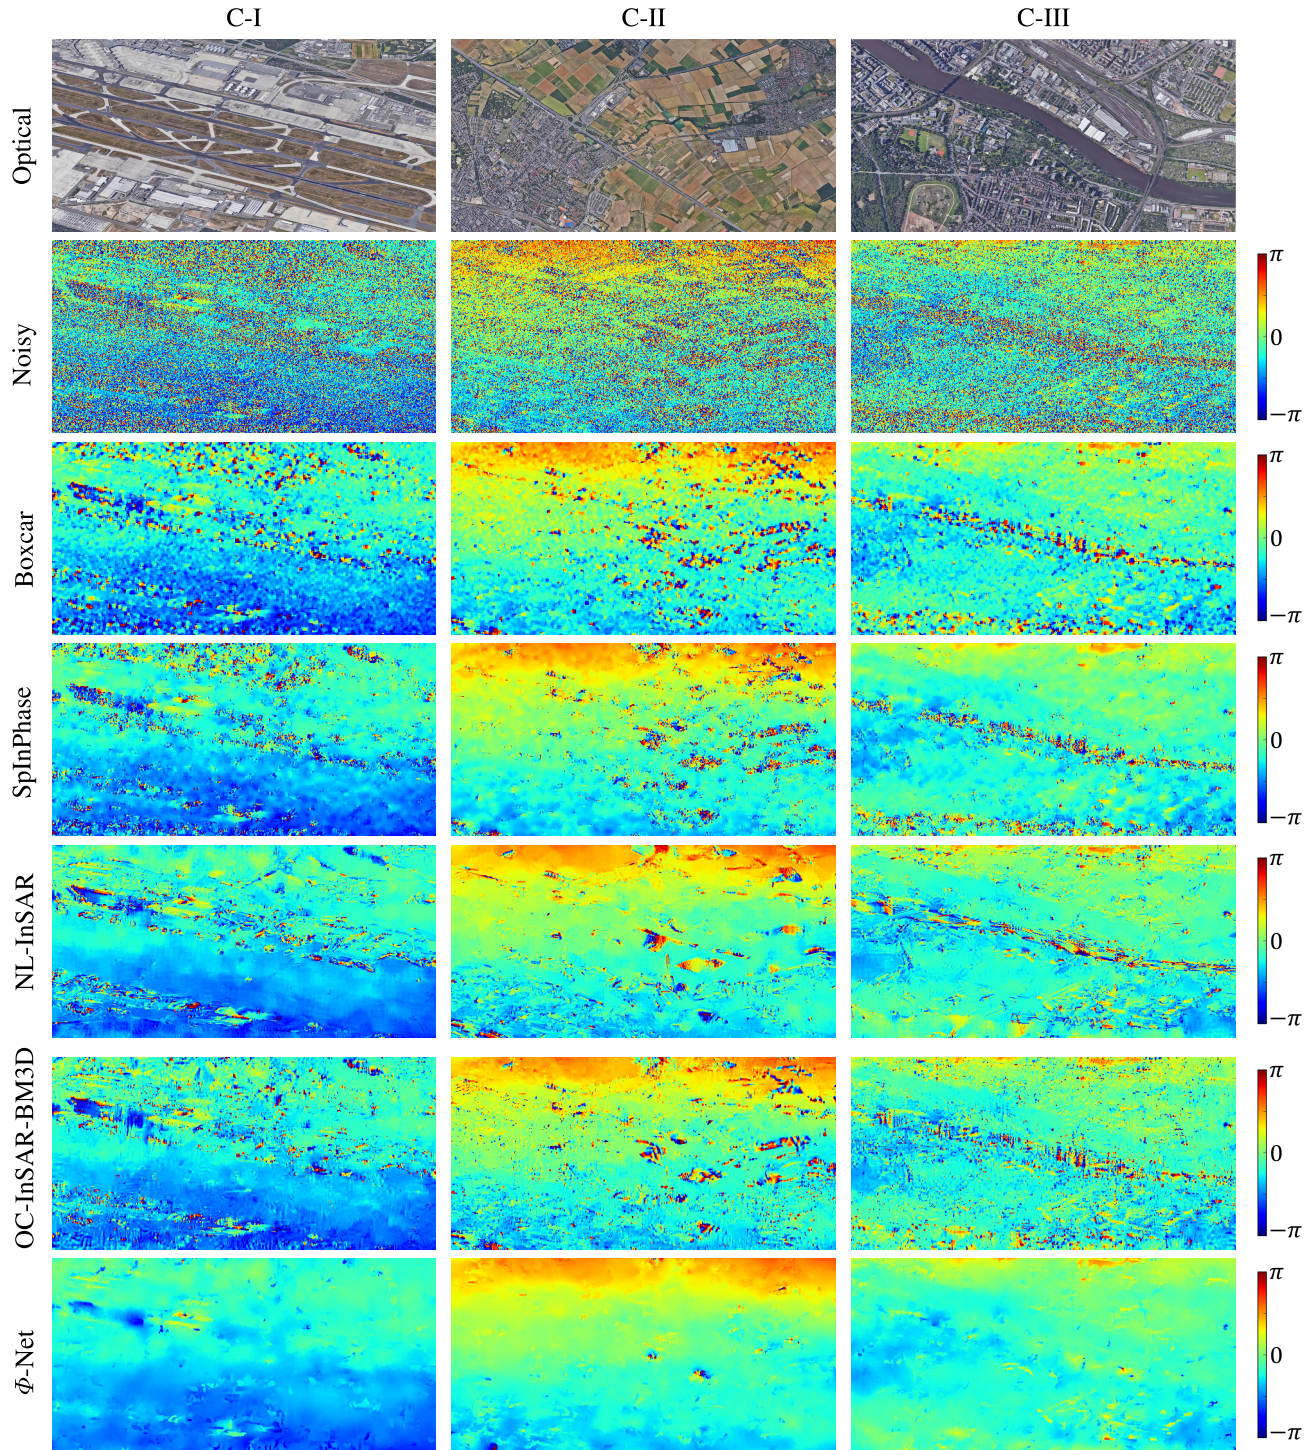 C-I C-II C-III
Optical
Noisy
π
0
−π
Boxcar
π
0
−π
SpInPhase
π
0
−π
NL-InSAR
π
0
−π
OC-InSAR-BM3D
π
0
−π
Φ-Net
π
0
−π